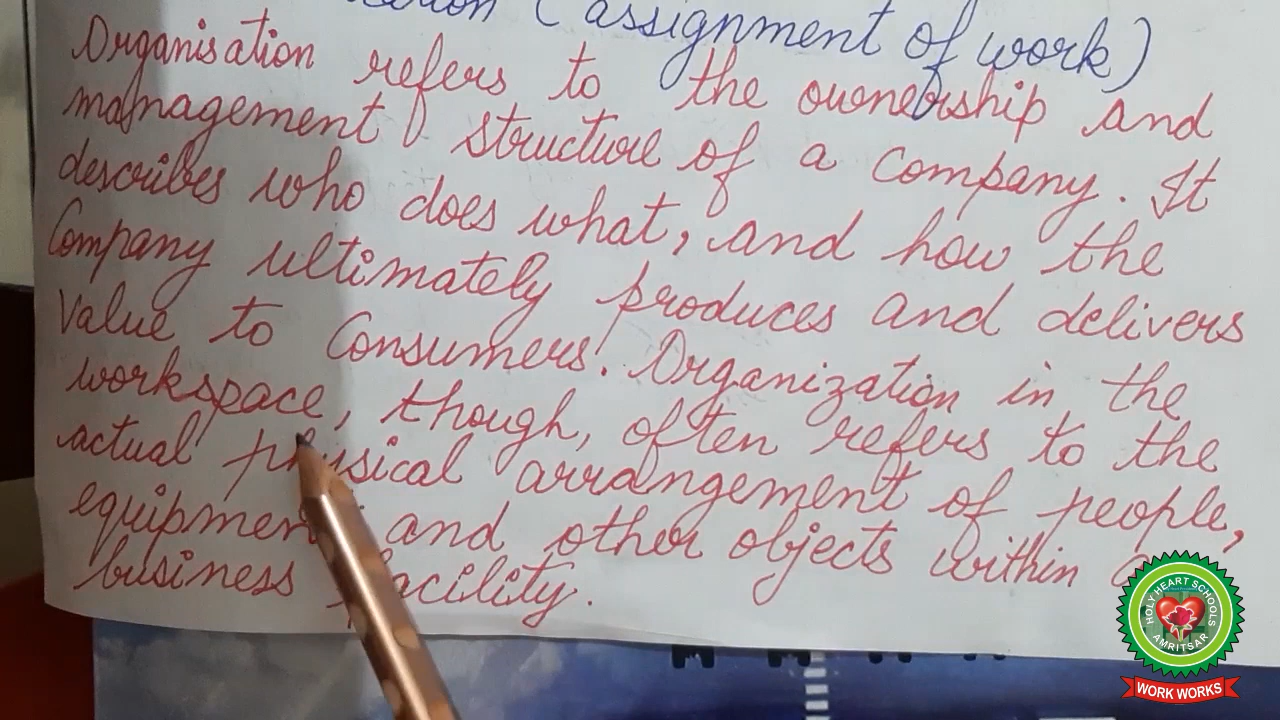 (assignment of work)
Organisation refers to the ownership and
management structure of a company. It
describes who does what, and how the
Company ultimately produces and delivers
Value to Consumers. Organization in the
workspace, though, often refers to the
actual physical arrangement of people,
equipment and other objects within a
business facility.
HOLY HEART SCHOOLS
AMRITSAR
WORK WORKS